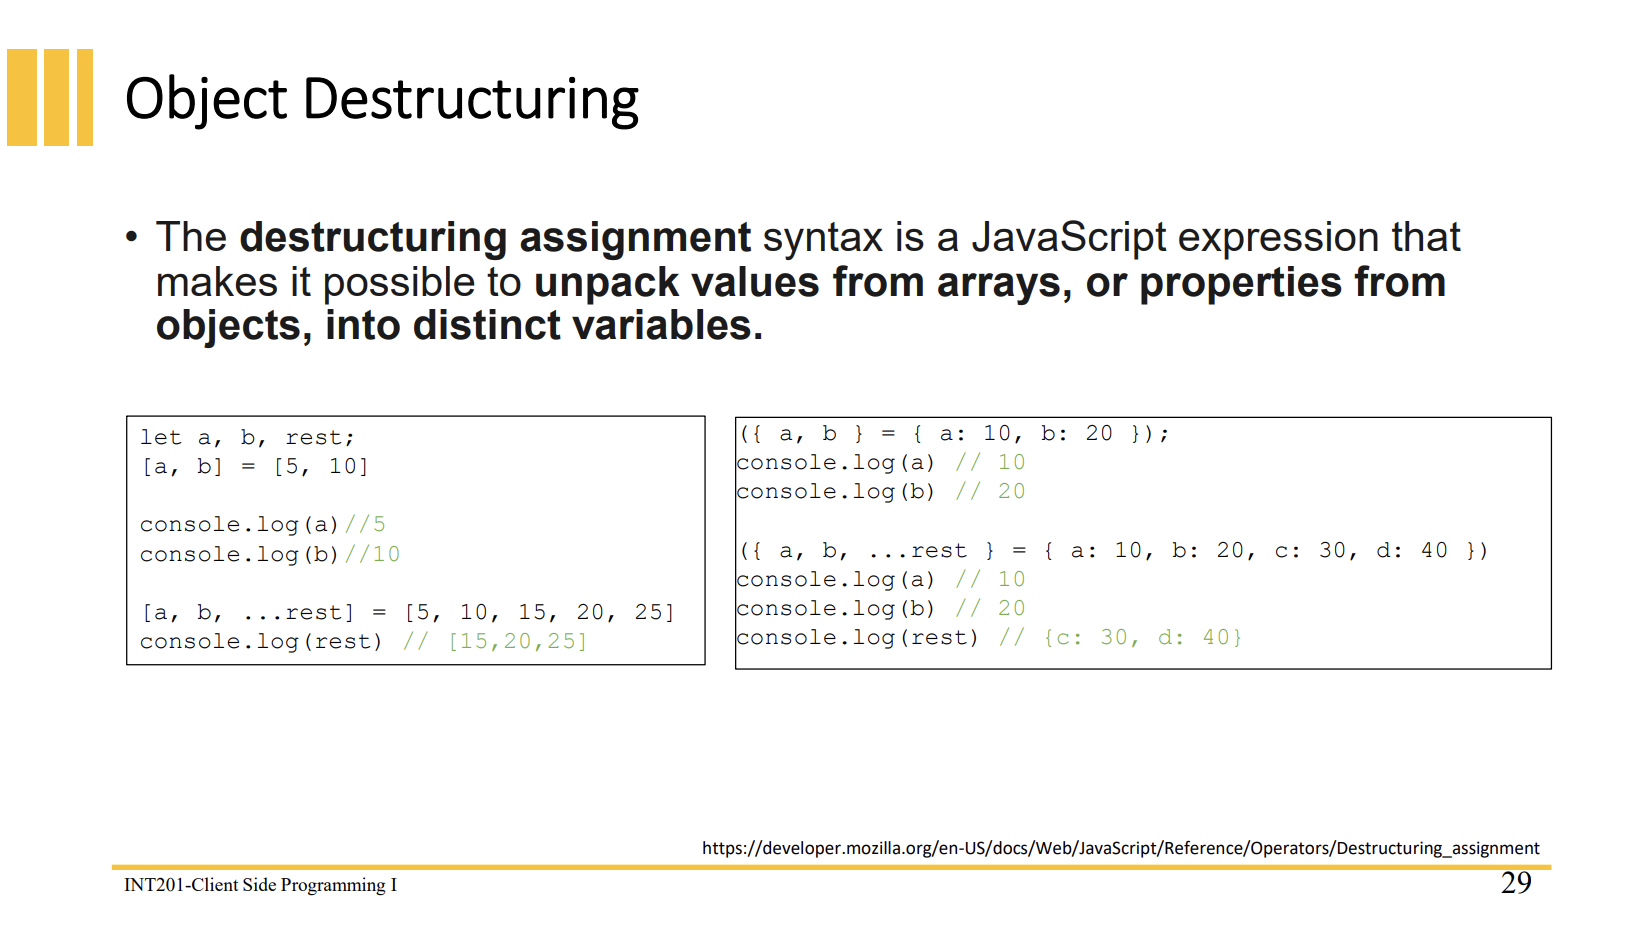 Object Destructuring
• The destructuring assignment syntax is a JavaScript expression that
makes it possible to unpack values from arrays, or properties from
objects, into distinct variables.
let a, b, rest;
[a, b] = [5, 10]
console.log(a)//5
console.log(b)//10
[a, b, ...rest] = [5, 10, 15, 20, 25]
console.log(rest) // [15,20,25]
({ a, b } = { a: 10, b: 20 });
console.log(a) // 10
console.log(b) // 20
({ a, b, ...rest } = { a: 10, b: 20, c: 30, d: 40 })
console.log(a) // 10
console.log(b) // 20
console.log(rest) // {c: 30, d: 40}
https://developer.mozilla.org/en-US/docs/Web/JavaScript/Reference/Operators/Destructuring_assignment
INT201-Client Side Programming I
29